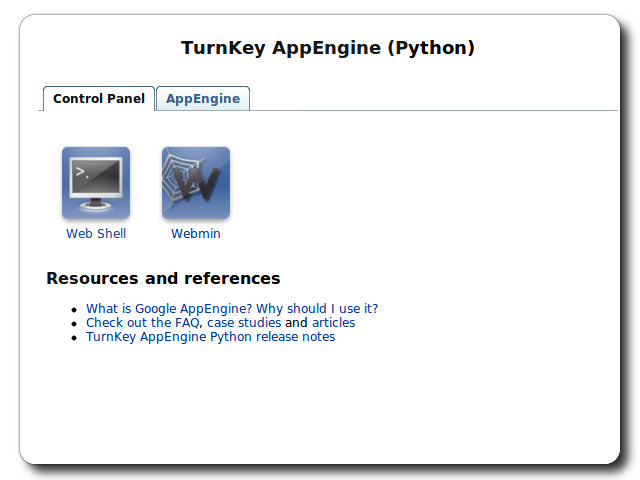 TurnKey AppEngine (Python)
Control Panel AppEngine
>_
Web Shell Webmin
Resources and references
What is Google AppEngine? Why should I use it?
Check out the FAQ, case studies and articles
TurnKey AppEngine Python release notes